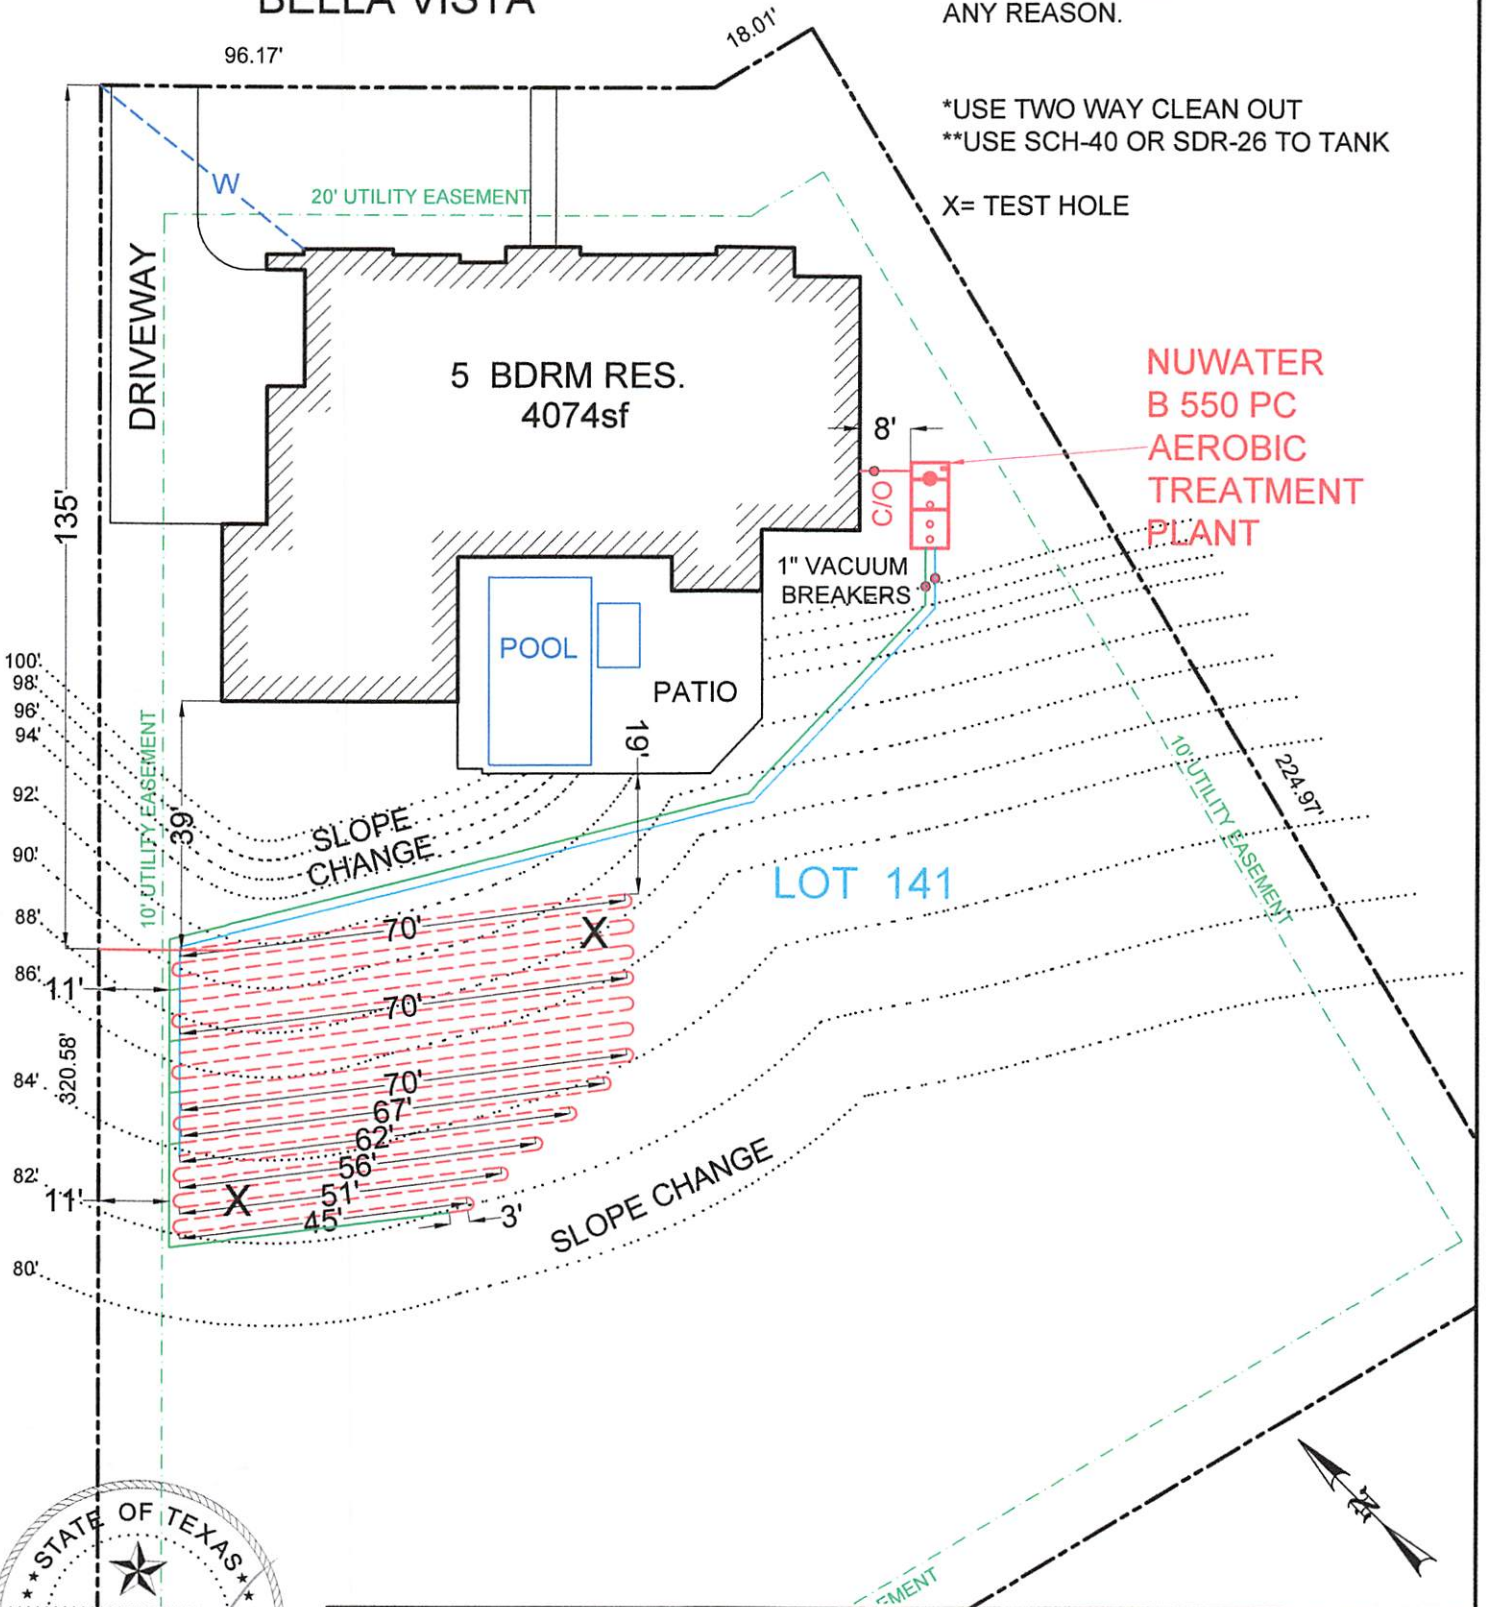 BELLA VISTA
ANY REASON.
18.01'
96.17'
*USE TWO WAY CLEAN OUT
**USE SCH-40 OR SDR-26 TO TANK
X= TEST HOLE
W
20' UTILITY EASEMENT
DRIVEWAY
135'
5 BDRM RES.
4074sf
8'
C/O
NUWATER
B 550 PC
AEROBIC
TREATMENT
PLANT
1" VACUUM
BREAKERS
POOL
PATIO
19'
100'
98'
96'
94'
92'
90'
88'
86'
84'
82'
80'
10' UTILITY EASEMENT
39'
SLOPE
CHANGE
LOT 141
10' UTILITY EASEMENT
224.97'
70'
X
70'
11'
320.58'
70'
67'
62'
56'
51'
45'
3'
X
11'
SLOPE CHANGE
N
STATE OF TEXAS
EMENT